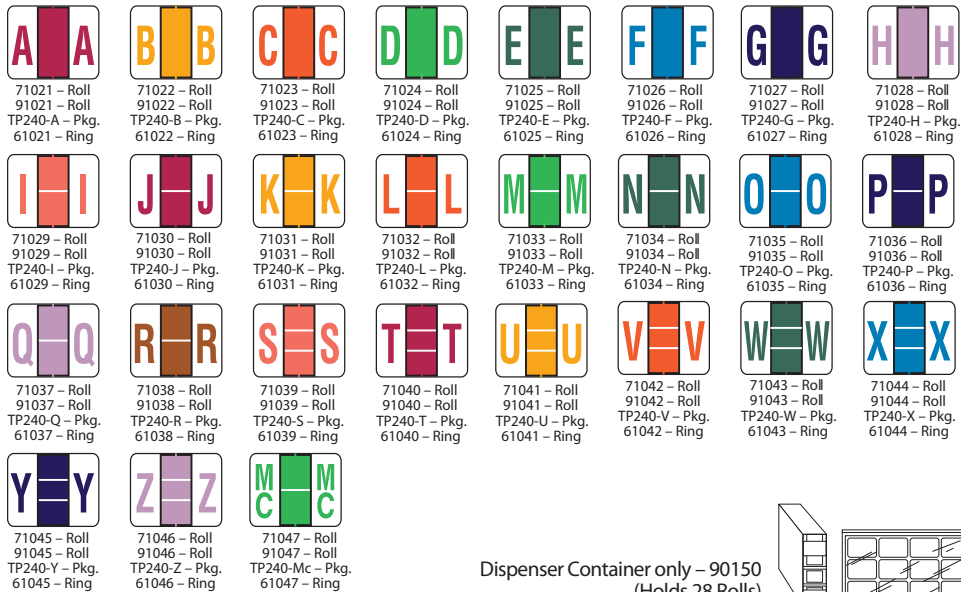 A A
71021 – Roll
91021 – Roll
TP240-A – Pkg.
61021 – Ring
B B
71022 – Roll
91022 – Roll
TP240-B – Pkg.
61022 – Ring
C C
71023 – Roll
91023 – Roll
TP240-C – Pkg.
61023 – Ring
D D
71024 – Roll
91024 – Roll
TP240-D – Pkg.
61024 – Ring
E E
71025 – Roll
91025 – Roll
TP240-E – Pkg.
61025 – Ring
F F
71026 – Roll
91026 – Roll
TP240-F – Pkg.
61026 – Ring
G G
71027 – Roll
91027 – Roll
TP240-G – Pkg.
61027 – Ring
H H
71028 – Roll
91028 – Roll
TP240-H – Pkg.
61028 – Ring
I I
71029 – Roll
91029 – Roll
TP240-I – Pkg.
61029 – Ring
J J
71030 – Roll
91030 – Roll
TP240-J – Pkg.
61030 – Ring
K K
71031 – Roll
91031 – Roll
TP240-K – Pkg.
61031 – Ring
L L
71032 – Roll
91032 – Roll
TP240-L – Pkg.
61032 – Ring
M M
71033 – Roll
91033 – Roll
TP240-M – Pkg.
61033 – Ring
N N
71034 – Roll
91034 – Roll
TP240-N – Pkg.
61034 – Ring
O O
71035 – Roll
91035 – Roll
TP240-O – Pkg.
61035 – Ring
P P
71036 – Roll
91036 – Roll
TP240-P – Pkg.
61036 – Ring
Q Q
71037 – Roll
91037 – Roll
TP240-Q – Pkg.
61037 – Ring
R R
71038 – Roll
91038 – Roll
TP240-R – Pkg.
61038 – Ring
S S
71039 – Roll
91039 – Roll
TP240-S – Pkg.
61039 – Ring
T T
71040 – Roll
91040 – Roll
TP240-T – Pkg.
61040 – Ring
U U
71041 – Roll
91041 – Roll
TP240-U – Pkg.
61041 – Ring
V V
71042 – Roll
91042 – Roll
TP240-V – Pkg.
61042 – Ring
W W
71043 – Roll
91043 – Roll
TP240-W – Pkg.
61043 – Ring
X X
71044 – Roll
91044 – Roll
TP240-X – Pkg.
61044 – Ring
Y Y
71045 – Roll
91045 – Roll
TP240-Y – Pkg.
61045 – Ring
Z Z
71046 – Roll
91046 – Roll
TP240-Z – Pkg.
61046 – Ring
M M
C C
71047 – Roll
91047 – Roll
TP240-Mc – Pkg.
61047 – Ring
Dispenser Container only – 90150
(Holds 28 Rolls)